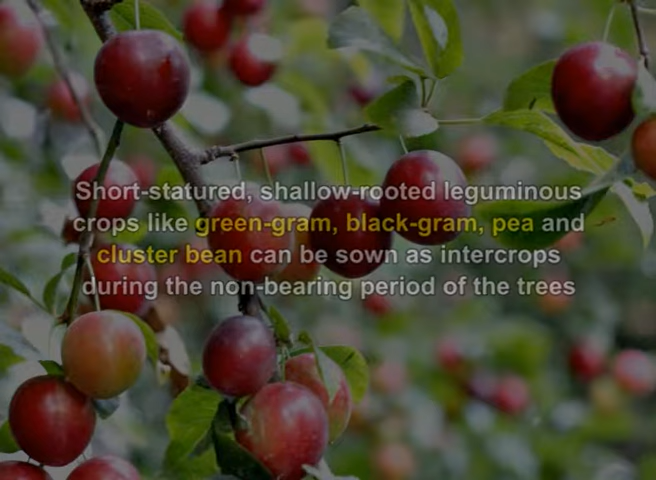 Short-statured, shallow-rooted leguminous
crops like green-gram, black-gram, pea and
cluster bean can be sown as intercrops
during the non-bearing period of the trees